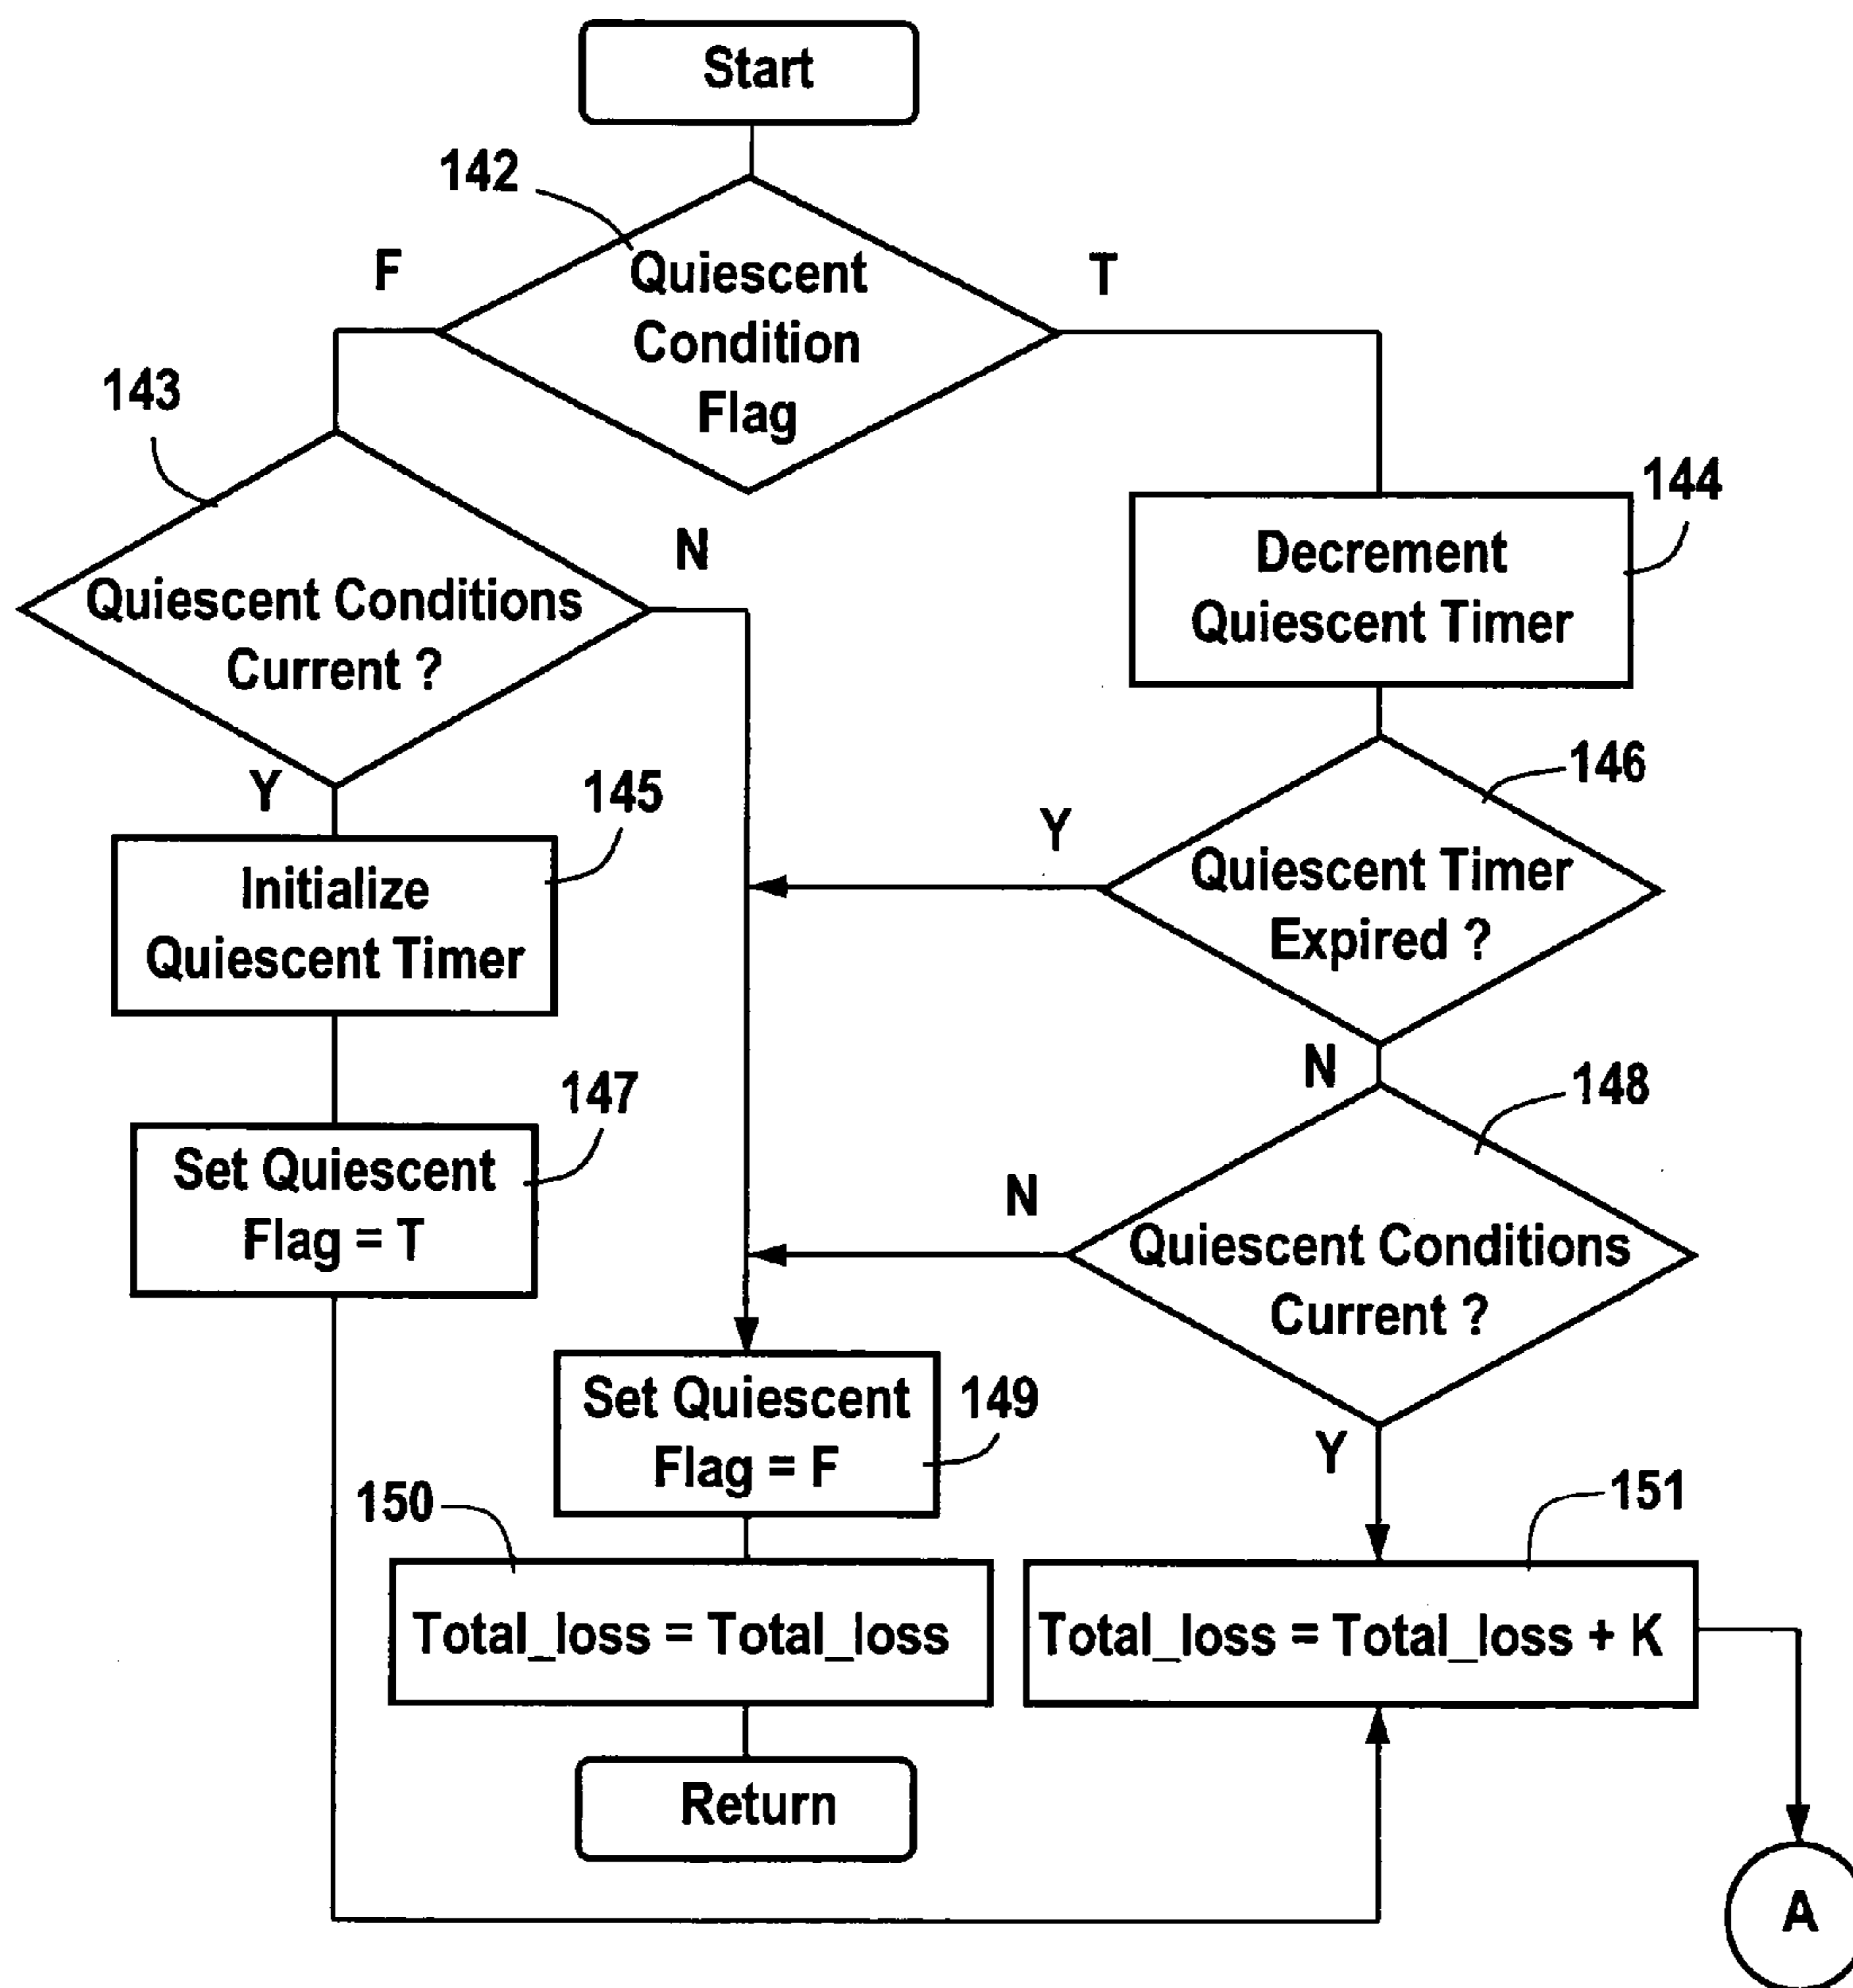 Start
142
F
Quiescent
Condition
Flag
T
143
N
144
Decrement
Quiescent Timer
Quiescent Conditions
Current ?
Y
145
146
Y
Initialize
Quiescent Timer
Quiescent Timer
Expired ?
N
147
148
Set Quiescent
Flag = T
N
Quiescent Conditions
Current ?
Set Quiescent
Flag = F
149
Y
150
151
Total_loss = Total_loss
Total_loss = Total_loss + K
Return
A